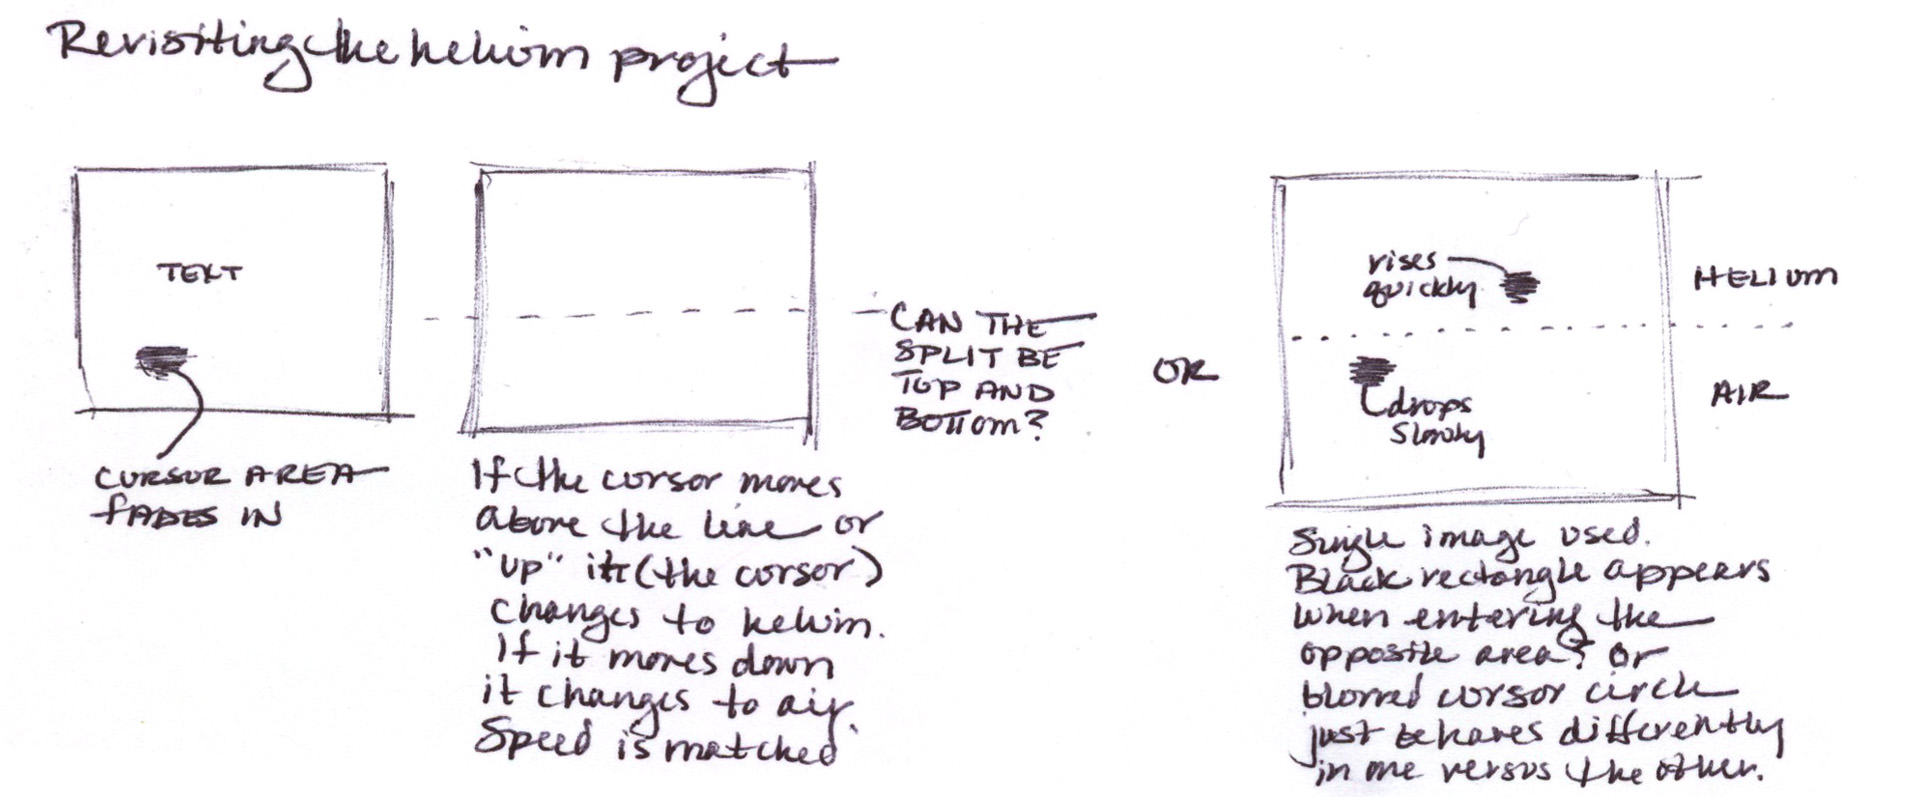 Revisiting the helium project
TEXT
CURSOR AREA
FADES IN
If the cursor moves
above the line or
"up" it (the cursor)
changes to helium.
If it moves down
it changes to air.
Speed is matched
CAN THE
SPLIT BE
TOP AND
BOTTOM?
OR
rises
quickly
HELIUM
drops
slowly
AIR
Single image used.
Black rectangle appears
when entering the
opposite area? Or
blurred cursor circle
just behaves differently
in one versus the other.